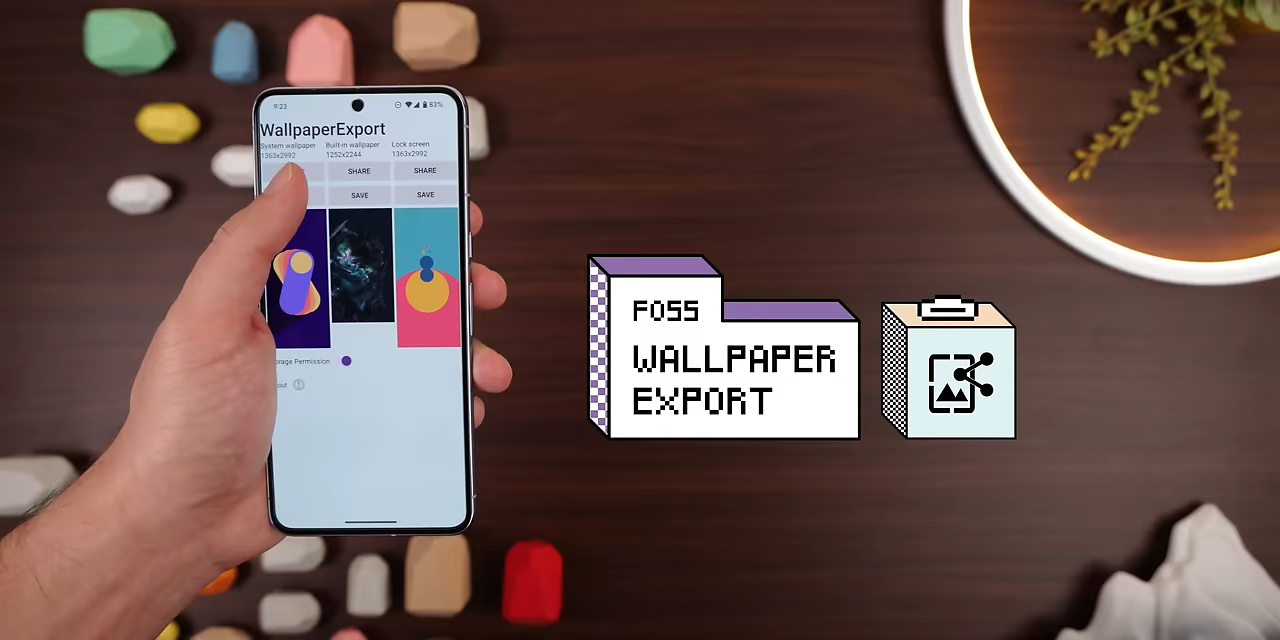 9:23 83%
WallpaperExport
System wallpaper Built-in wallpaper Lock screen
1363x2992 1252x2244 1363x2992
SHARE SHARE
SAVE SAVE
Permission
FOSS
WALLPAPER
EXPORT